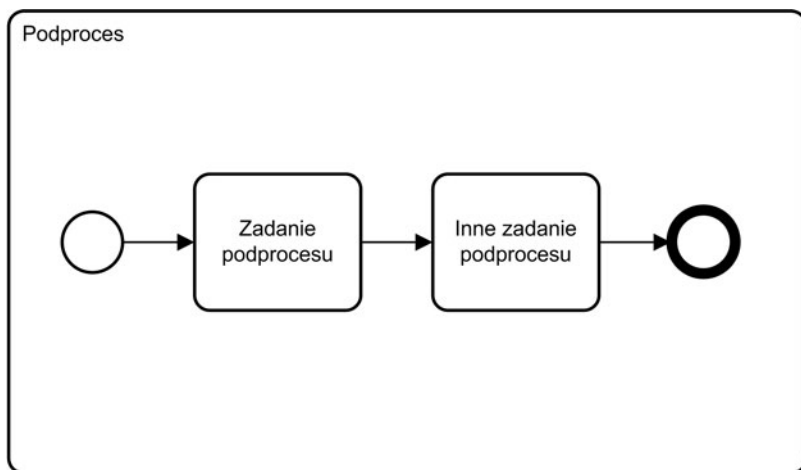 Podproces
Zadanie
podprocesu
Inne zadanie
podprocesu